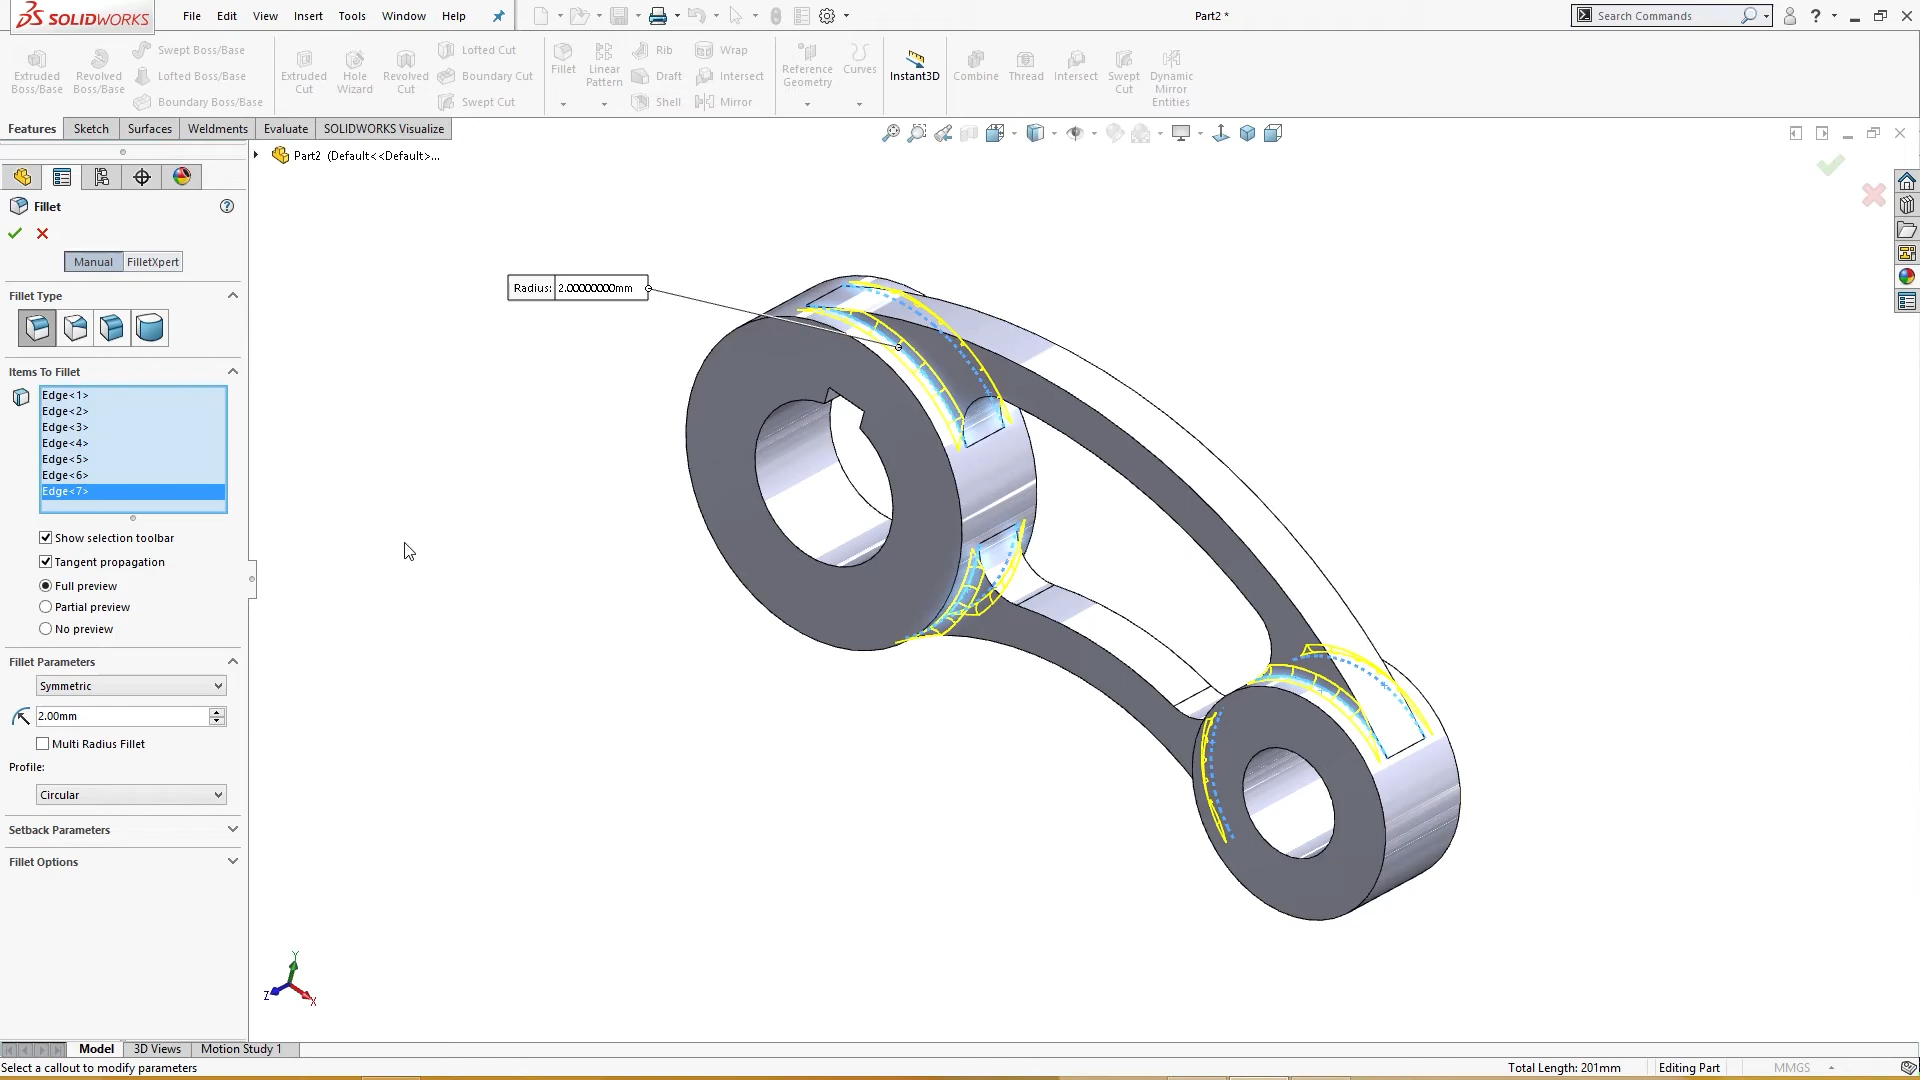 SOLIDWORKS
File Edit View Insert Tools Window Help
Part2 *
Search Commands
Extruded Boss/Base
Revolved Boss/Base
Swept Boss/Base
Lofted Boss/Base
Boundary Boss/Base
Extruded Cut
Hole Wizard
Revolved Cut
Lofted Cut
Boundary Cut
Swept Cut
Fillet
Linear Pattern
Rib
Draft
Shell
Wrap
Intersect
Mirror
Reference Geometry
Curves
Instant3D
Combine
Thread
Intersect
Swept Cut
Dynamic Mirror Entities
Features Sketch Surfaces Weldments Evaluate SOLIDWORKS Visualize
Part2 (Default<<Default>...
Fillet
Manual FilletXpert
Fillet Type
Items To Fillet
Edge<1>
Edge<2>
Edge<3>
Edge<4>
Edge<5>
Edge<6>
Edge<7>
Show selection toolbar
Tangent propagation
Full preview
Partial preview
No preview
Fillet Parameters
Symmetric
2.00mm
Multi Radius Fillet
Profile:
Circular
Setback Parameters
Fillet Options
Radius: 2.00000000mm
Y
Z
X
Model 3D Views Motion Study 1
Select a callout to modify parameters
Total Length: 201mm Editing Part MMGS